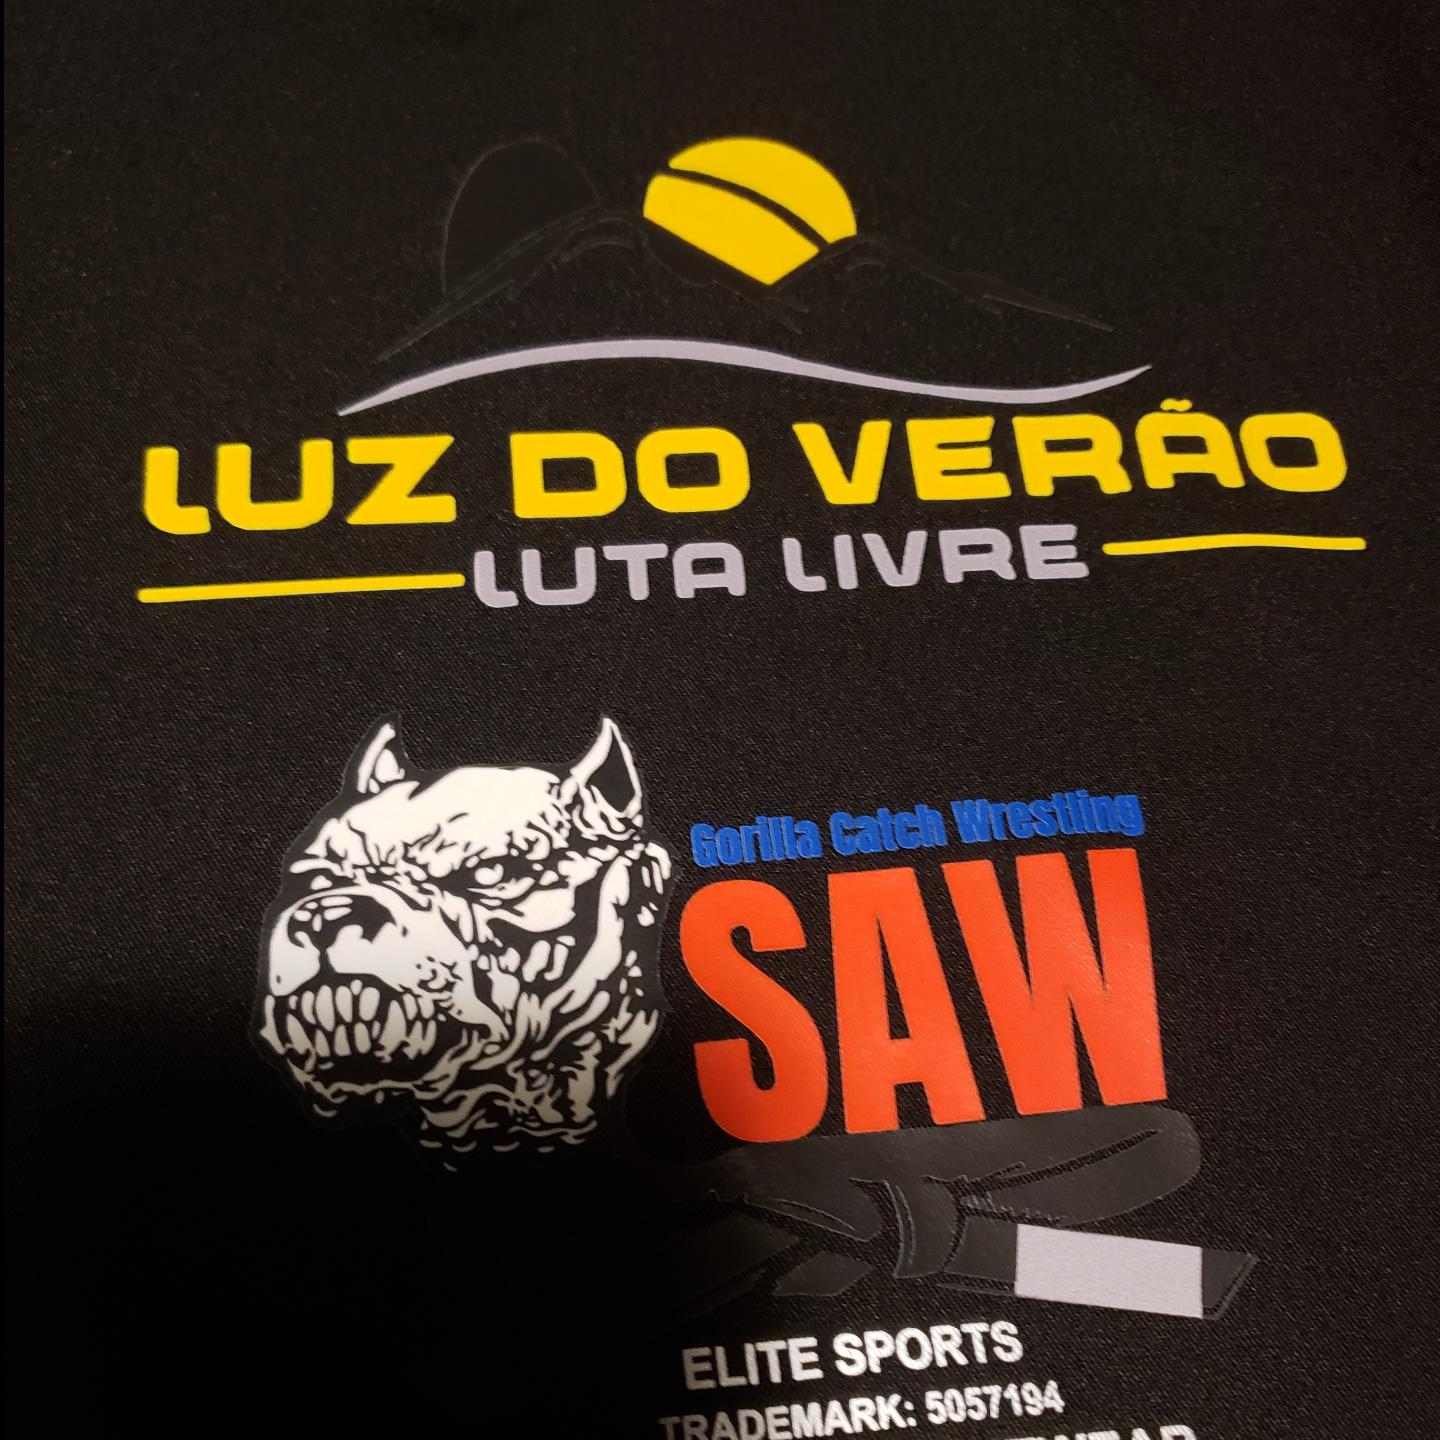 LUZ DO VERÃO
LUTA LIVRE
Gorilla Catch Wrestling
SAW
ELITE SPORTS
TRADEMARK: 5057194